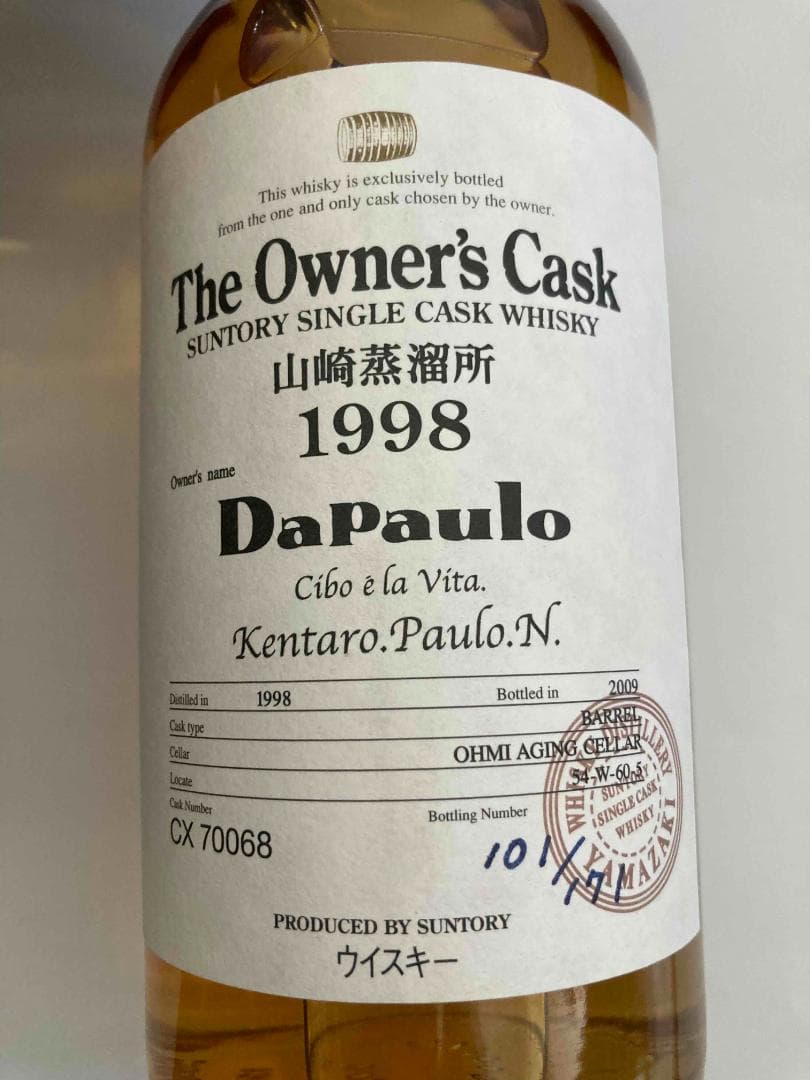 This whisky is exclusively bottled
from the one and only cask chosen by the owner.
The Owner's Cask
SUNTORY SINGLE CASK WHISKY
山崎蒸溜所
1998
Owner's name
DaPaulo
Cibo é la Vita.
Kentaro.Paulo.N.
Distilled in 1998 Bottled in 2009
Cask type BARREL
Cellar OHMI AGING CELLAR
Locate 54-W-60-5
Cask Number Bottling Number
CX 70068 101/171
WHISKY DISTILLERY
SUNTORY
SINGLE CASK
WHISKY
YAMAZAKI
PRODUCED BY SUNTORY
ウイスキー